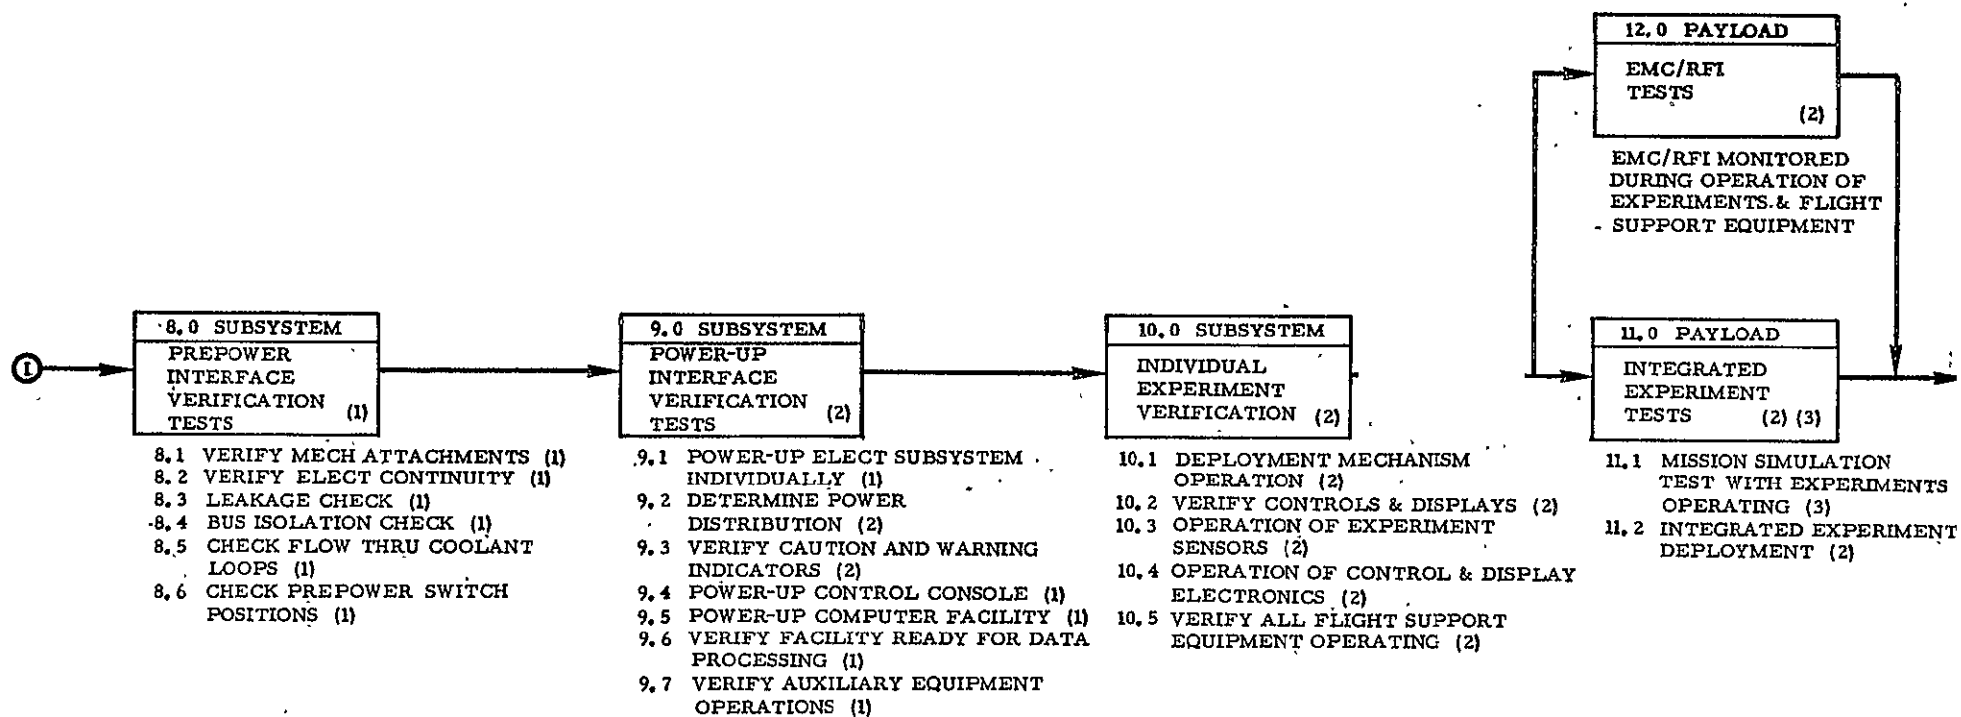 12.0 PAYLOAD
EMC/RFI
TESTS
(2)
EMC/RFI MONITORED
DURING OPERATION OF
EXPERIMENTS & FLIGHT
SUPPORT EQUIPMENT
I
8.0 SUBSYSTEM
PREPOWER
INTERFACE
VERIFICATION
TESTS (1)
8.1 VERIFY MECH ATTACHMENTS (1)
8.2 VERIFY ELECT CONTINUITY (1)
8.3 LEAKAGE CHECK (1)
8.4 BUS ISOLATION CHECK (1)
8.5 CHECK FLOW THRU COOLANT
LOOPS (1)
8.6 CHECK PREPOWER SWITCH
POSITIONS (1)
9.0 SUBSYSTEM
POWER-UP
INTERFACE
VERIFICATION
TESTS (2)
9.1 POWER-UP ELECT SUBSYSTEM
INDIVIDUALLY (1)
9.2 DETERMINE POWER
DISTRIBUTION (2)
9.3 VERIFY CAUTION AND WARNING
INDICATORS (2)
9.4 POWER-UP CONTROL CONSOLE (1)
9.5 POWER-UP COMPUTER FACILITY (1)
9.6 VERIFY FACILITY READY FOR DATA
PROCESSING (1)
9.7 VERIFY AUXILIARY EQUIPMENT
OPERATIONS (1)
10.0 SUBSYSTEM
INDIVIDUAL
EXPERIMENT
VERIFICATION (2)
10.1 DEPLOYMENT MECHANISM
OPERATION (2)
10.2 VERIFY CONTROLS & DISPLAYS (2)
10.3 OPERATION OF EXPERIMENT
SENSORS (2)
10.4 OPERATION OF CONTROL & DISPLAY
ELECTRONICS (2)
10.5 VERIFY ALL FLIGHT SUPPORT
EQUIPMENT OPERATING (2)
11.0 PAYLOAD
INTEGRATED
EXPERIMENT
TESTS (2) (3)
11.1 MISSION SIMULATION
TEST WITH EXPERIMENTS
OPERATING (3)
11.2 INTEGRATED EXPERIMENT
DEPLOYMENT (2)